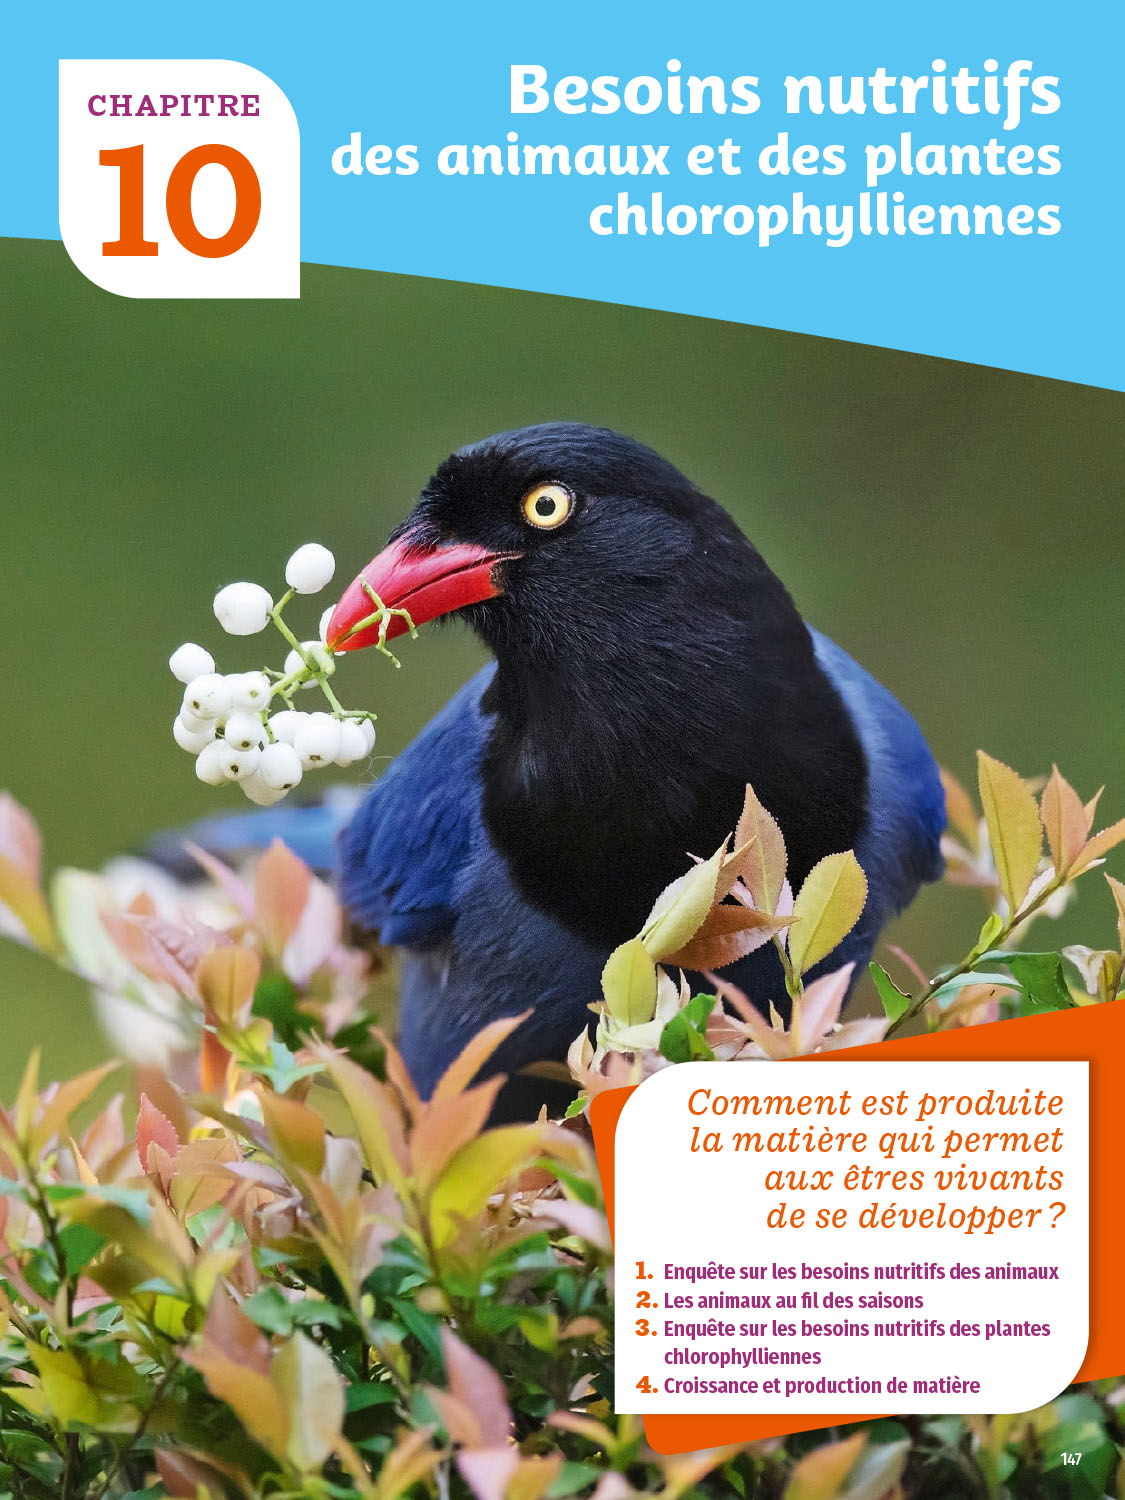 CHAPITRE
10
Besoins nutritifs
des animaux et des plantes
chlorophylliennes
Comment est produite
la matière qui permet
aux êtres vivants
de se développer ?
1. Enquête sur les besoins nutritifs des animaux
2. Les animaux au fil des saisons
3. Enquête sur les besoins nutritifs des plantes
chlorophylliennes
4. Croissance et production de matière
147